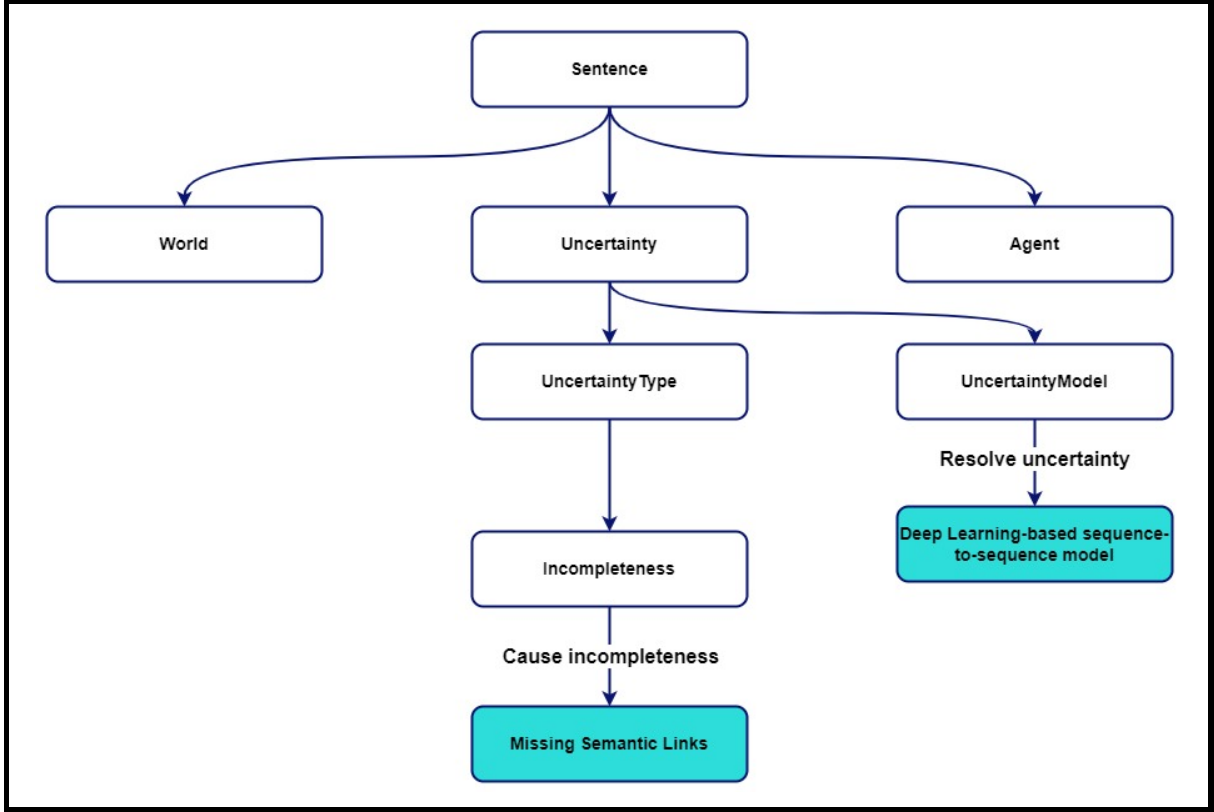 Sentence
World
Uncertainty
Agent
UncertaintyType
UncertaintyModel
Resolve uncertainty
Deep Learning-based sequence-
to-sequence model
Incompleteness
Cause incompleteness
Missing Semantic Links